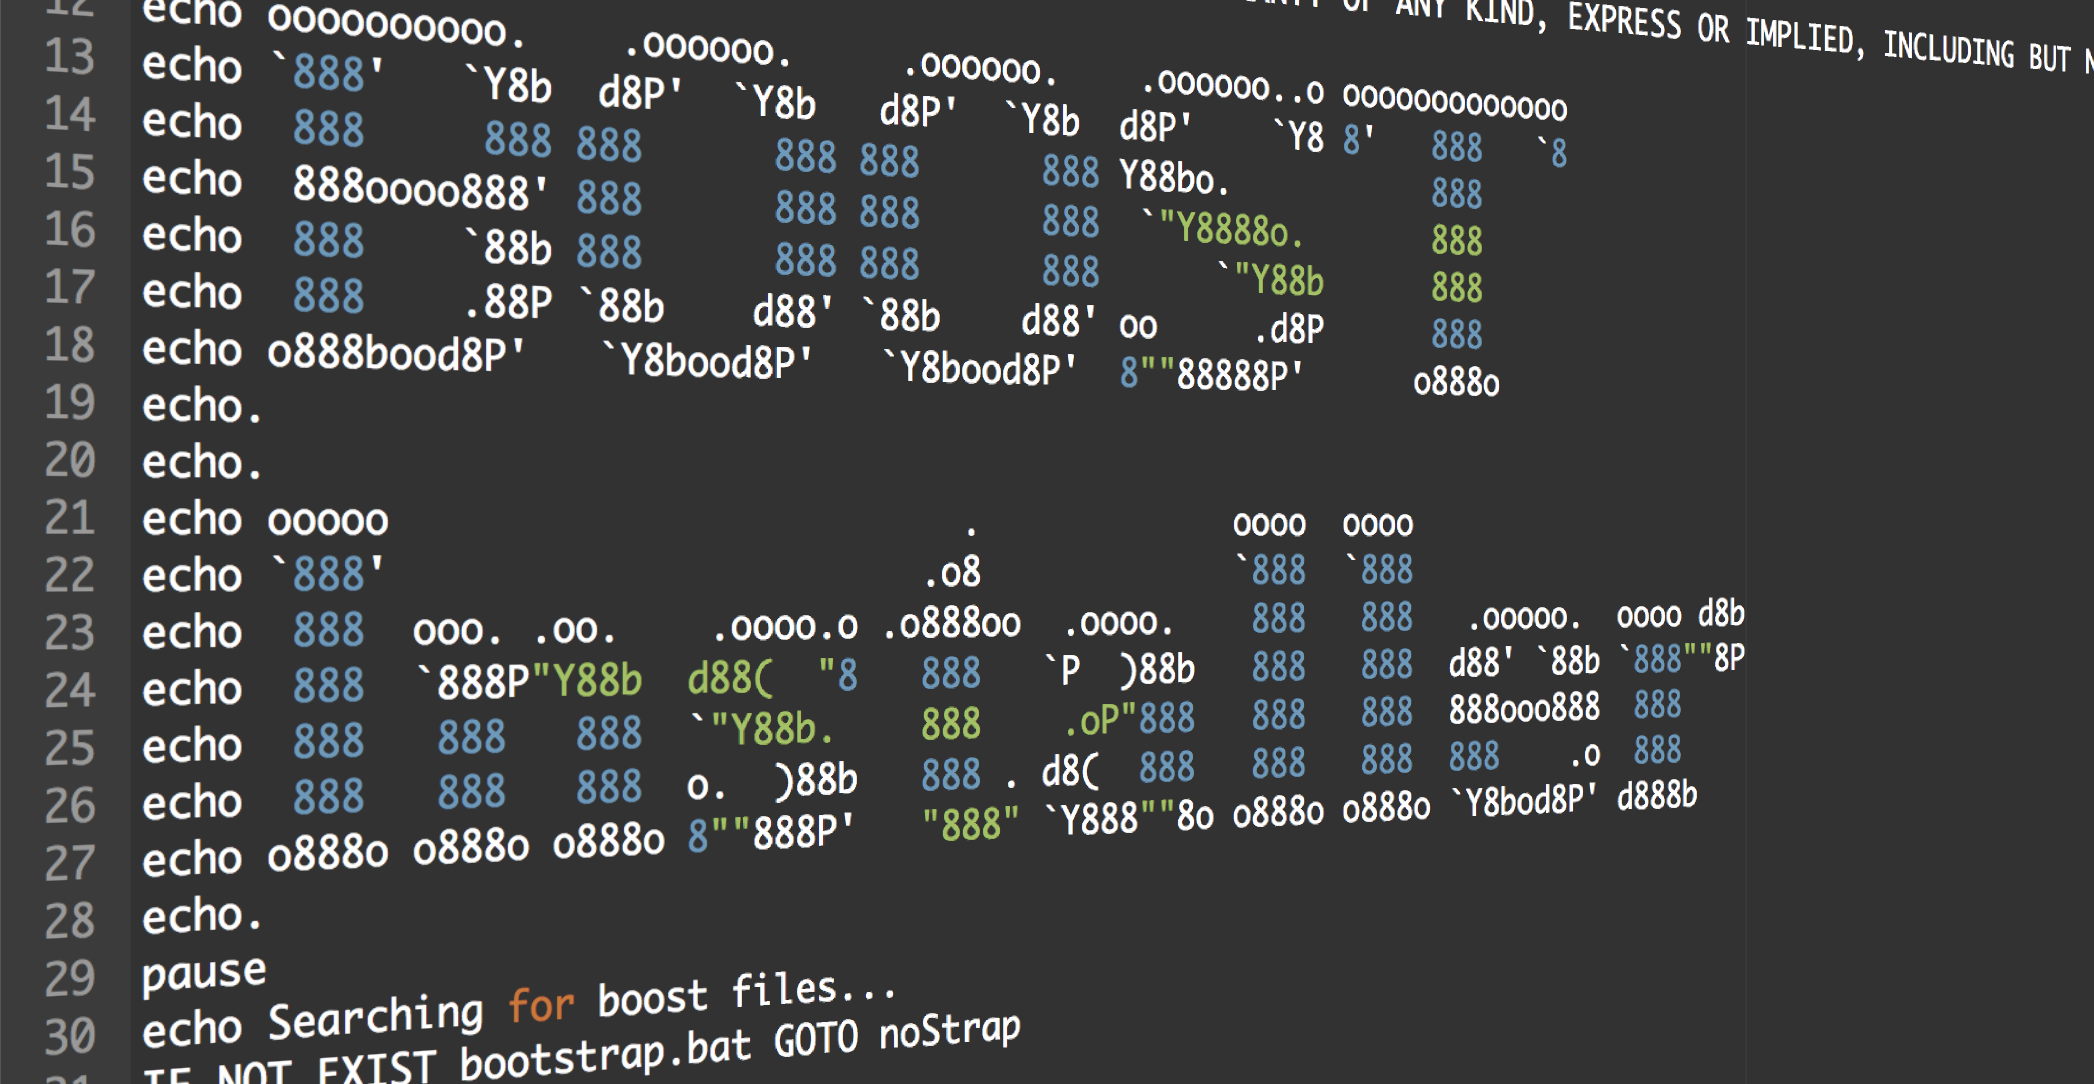 OF ANY KIND, EXPRESS OR IMPLIED, INCLUDING BUT
12 echo oooooooooo.     .oooooo.     .oooooo.    .oooooo..o ooooooooooooo
13 echo `888'   `Y8b  d8P'  `Y8b   d8P'  `Y8b  d8P'    `Y8 8'   888   `8
14 echo  888     888 888      888 888      888 Y88bo.           888
15 echo  888oooo888' 888      888 888      888  `"Y8888o.       888
16 echo  888    `88b 888      888 888      888      `"Y88b      888
17 echo  888    .88P `88b    d88' `88b    d88' oo     .d8P      888
18 echo o888bood8P'   `Y8bood8P'   `Y8bood8P'  8""88888P'      o888o
19 echo.
20 echo.
21 echo ooooo                              .             oooo  oooo
22 echo `888'                            .o8             `888  `888
23 echo  888  ooo. .oo.    .oooo.o .o888oo  .oooo.    888   888   .ooooo.  oooo d8b
24 echo  888  `888P"Y88b  d88(  "8   888   `P  )88b   888   888  d88' `88b `888""8P
25 echo  888   888   888  `"Y88b.    888    .oP"888   888   888  888ooo888  888
26 echo  888   888   888  o.  )88b   888 . d8(  888   888   888  888    .o  888
27 echo o888o o888o o888o 8""888P'   "888" `Y888""8o o888o o888o `Y8bod8P' d888b
28 echo.
29 pause
30 echo Searching for boost files...
31 IF NOT EXIST bootstrap.bat GOTO noStrap